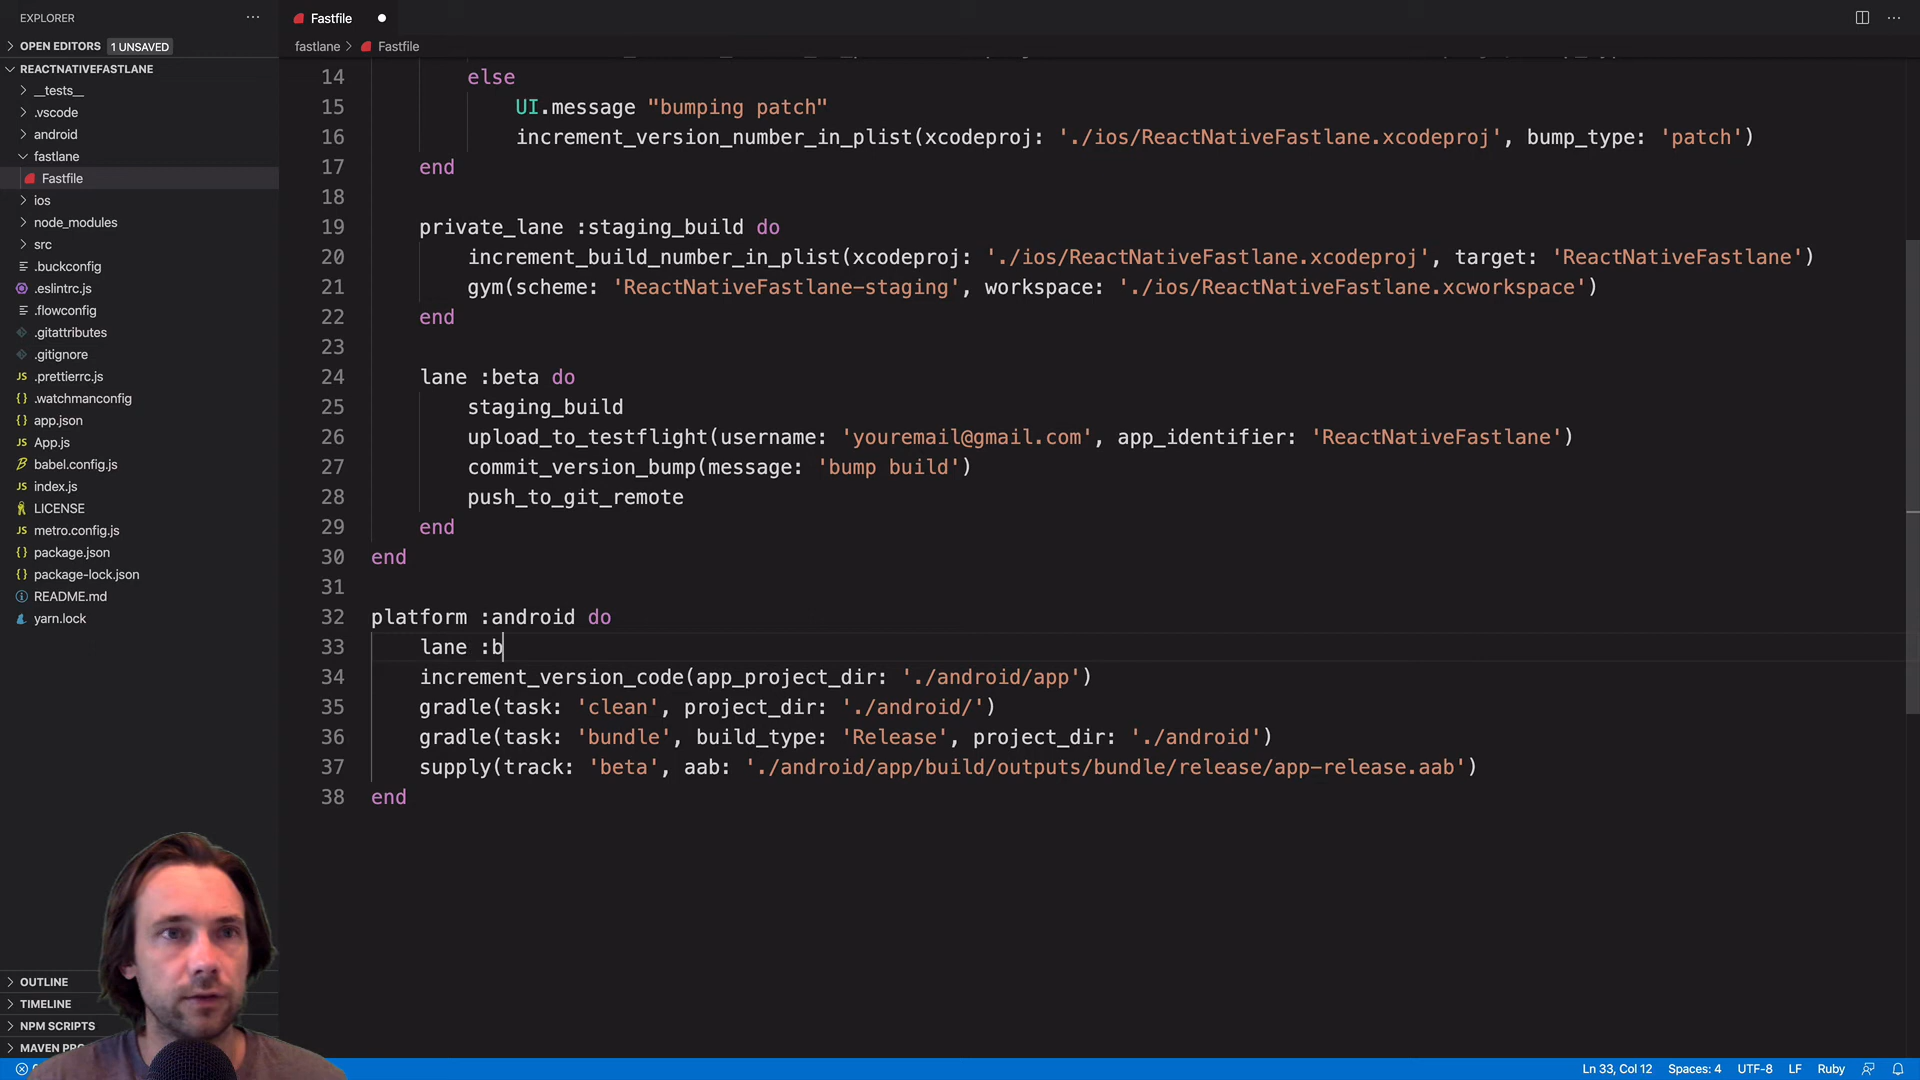 EXPLORER
Fastfile
OPEN EDITORS 1 UNSAVED
fastlane Fastfile
REACTNATIVEFASTLANE
__tests__
.vscode
android
fastlane
Fastfile
ios
node_modules
src
.buckconfig
.eslintrc.js
.flowconfig
.gitattributes
.gitignore
.prettierrc.js
.watchmanconfig
app.json
App.js
babel.config.js
index.js
LICENSE
metro.config.js
package.json
package-lock.json
README.md
yarn.lock
OUTLINE
TIMELINE
NPM SCRIPTS
MAVEN
14 else
15 UI.message "bumping patch"
16 increment_version_number_in_plist(xcodeproj: './ios/ReactNativeFastlane.xcodeproj', bump_type: 'patch')
17 end
18
19 private_lane :staging_build do
20 increment_build_number_in_plist(xcodeproj: './ios/ReactNativeFastlane.xcodeproj', target: 'ReactNativeFastlane')
21 gym(scheme: 'ReactNativeFastlane-staging', workspace: './ios/ReactNativeFastlane.xcworkspace')
22 end
23
24 lane :beta do
25 staging_build
26 upload_to_testflight(username: 'youremail@gmail.com', app_identifier: 'ReactNativeFastlane')
27 commit_version_bump(message: 'bump build')
28 push_to_git_remote
29 end
30 end
31
32 platform :android do
33 lane :b
34 increment_version_code(app_project_dir: './android/app')
35 gradle(task: 'clean', project_dir: './android/')
36 gradle(task: 'bundle', build_type: 'Release', project_dir: './android')
37 supply(track: 'beta', aab: './android/app/build/outputs/bundle/release/app-release.aab')
38 end
Ln 33, Col 12 Spaces: 4 UTF-8 LF Ruby